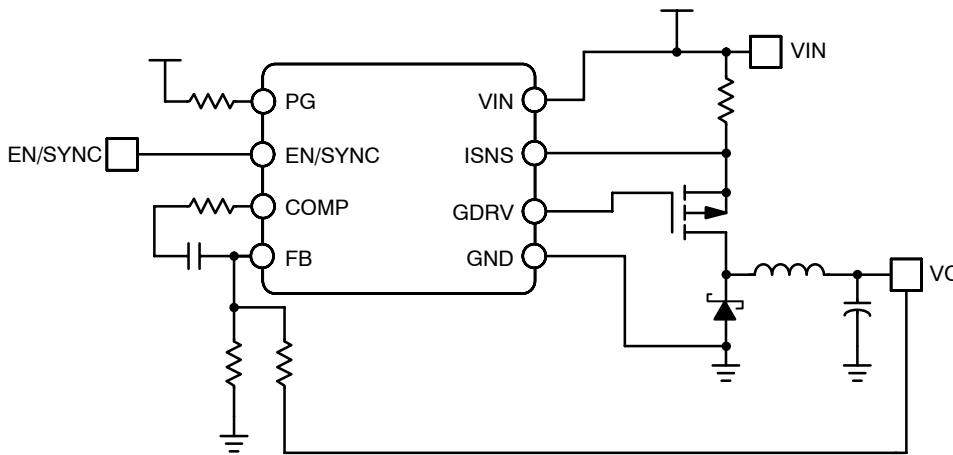 VIN
PG
VIN
EN/SYNC
EN/SYNC
ISNS
COMP
GDRV
FB
GND